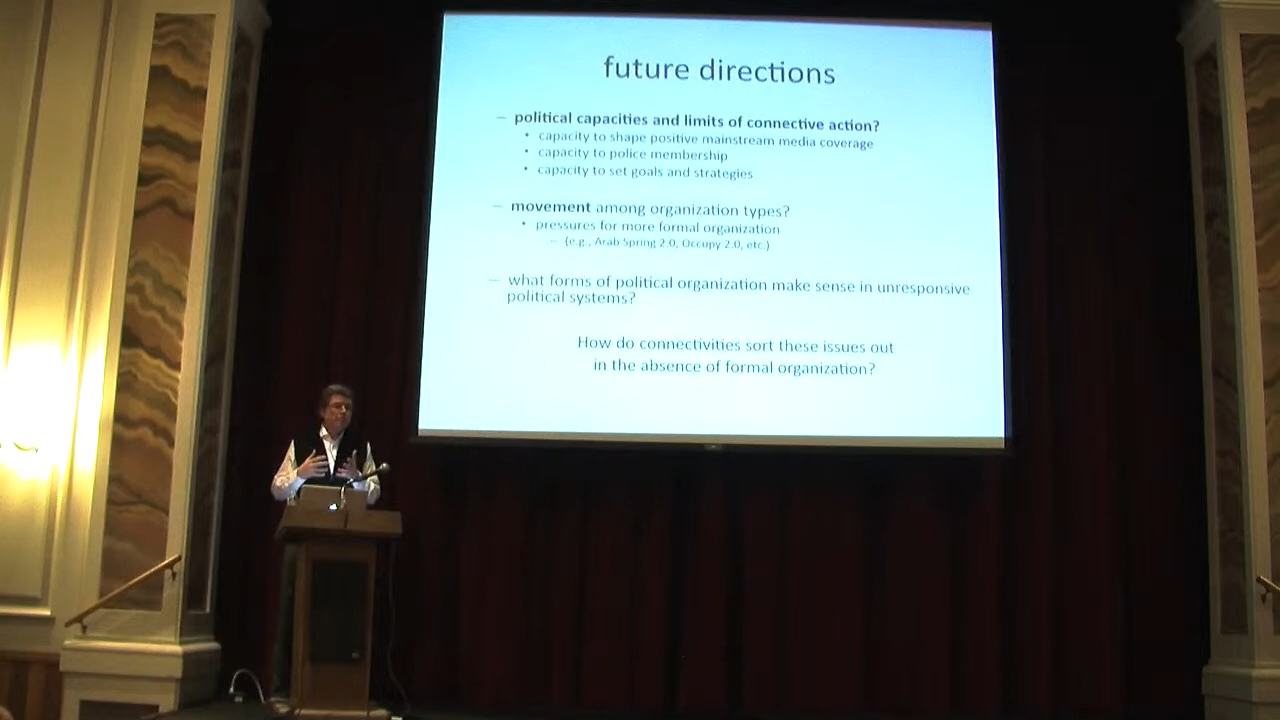 future directions
– political capacities and limits of connective action?
• capacity to shape positive mainstream media coverage
• capacity to police membership
• capacity to set goals and strategies
– movement among organization types?
• pressures for more formal organization
– (e.g., Arab Spring 2.0, Occupy 2.0, etc.)
– what forms of political organization make sense in unresponsive
political systems?
How do connectivities sort these issues out
in the absence of formal organization?